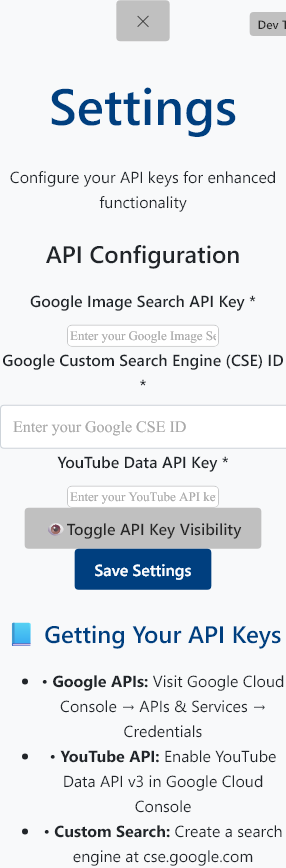 Dev T
Settings
Configure your API keys for enhanced
functionality
API Configuration
Google Image Search API Key *
Enter your Google Image Se
Google Custom Search Engine (CSE) ID
*
Enter your Google CSE ID
YouTube Data API Key *
Enter your YouTube API ke
Toggle API Key Visibility
Save Settings
Getting Your API Keys
• • Google APIs: Visit Google Cloud
Console → APIs & Services →
Credentials
• • YouTube API: Enable YouTube
Data API v3 in Google Cloud
Console
• • Custom Search: Create a search
engine at cse.google.com